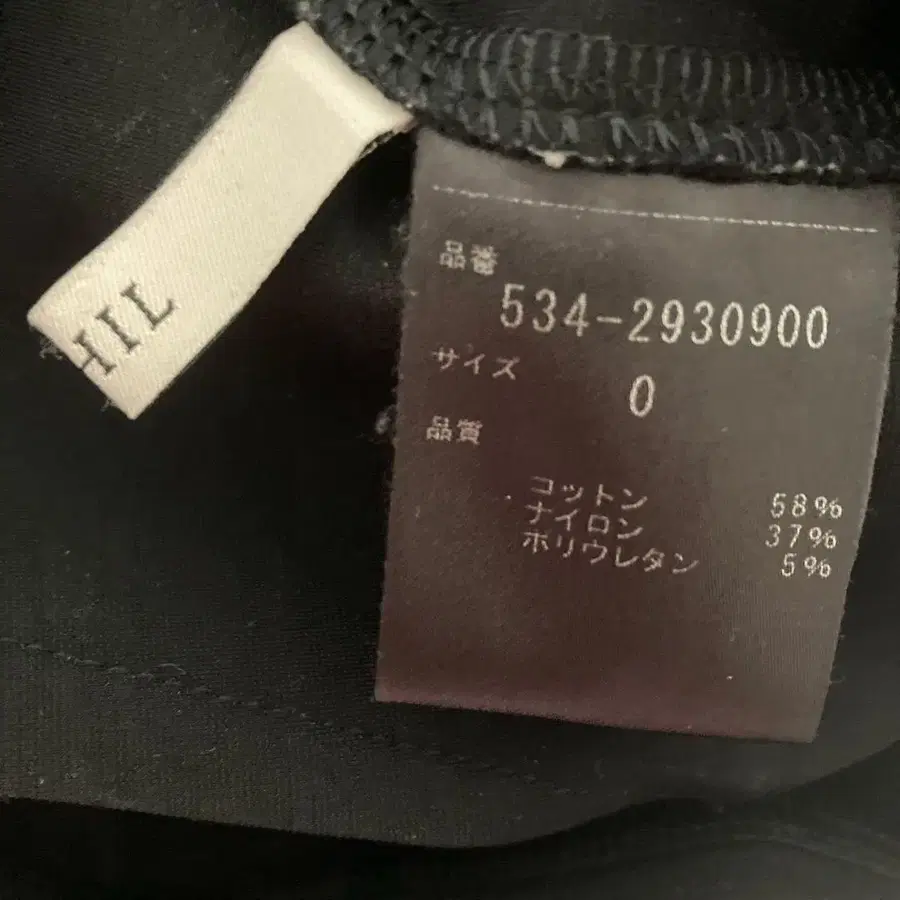 HIL
品番
534-2930900
サイズ
0
品質
コットン 58%
ナイロン 37%
ポリウレタン 5%